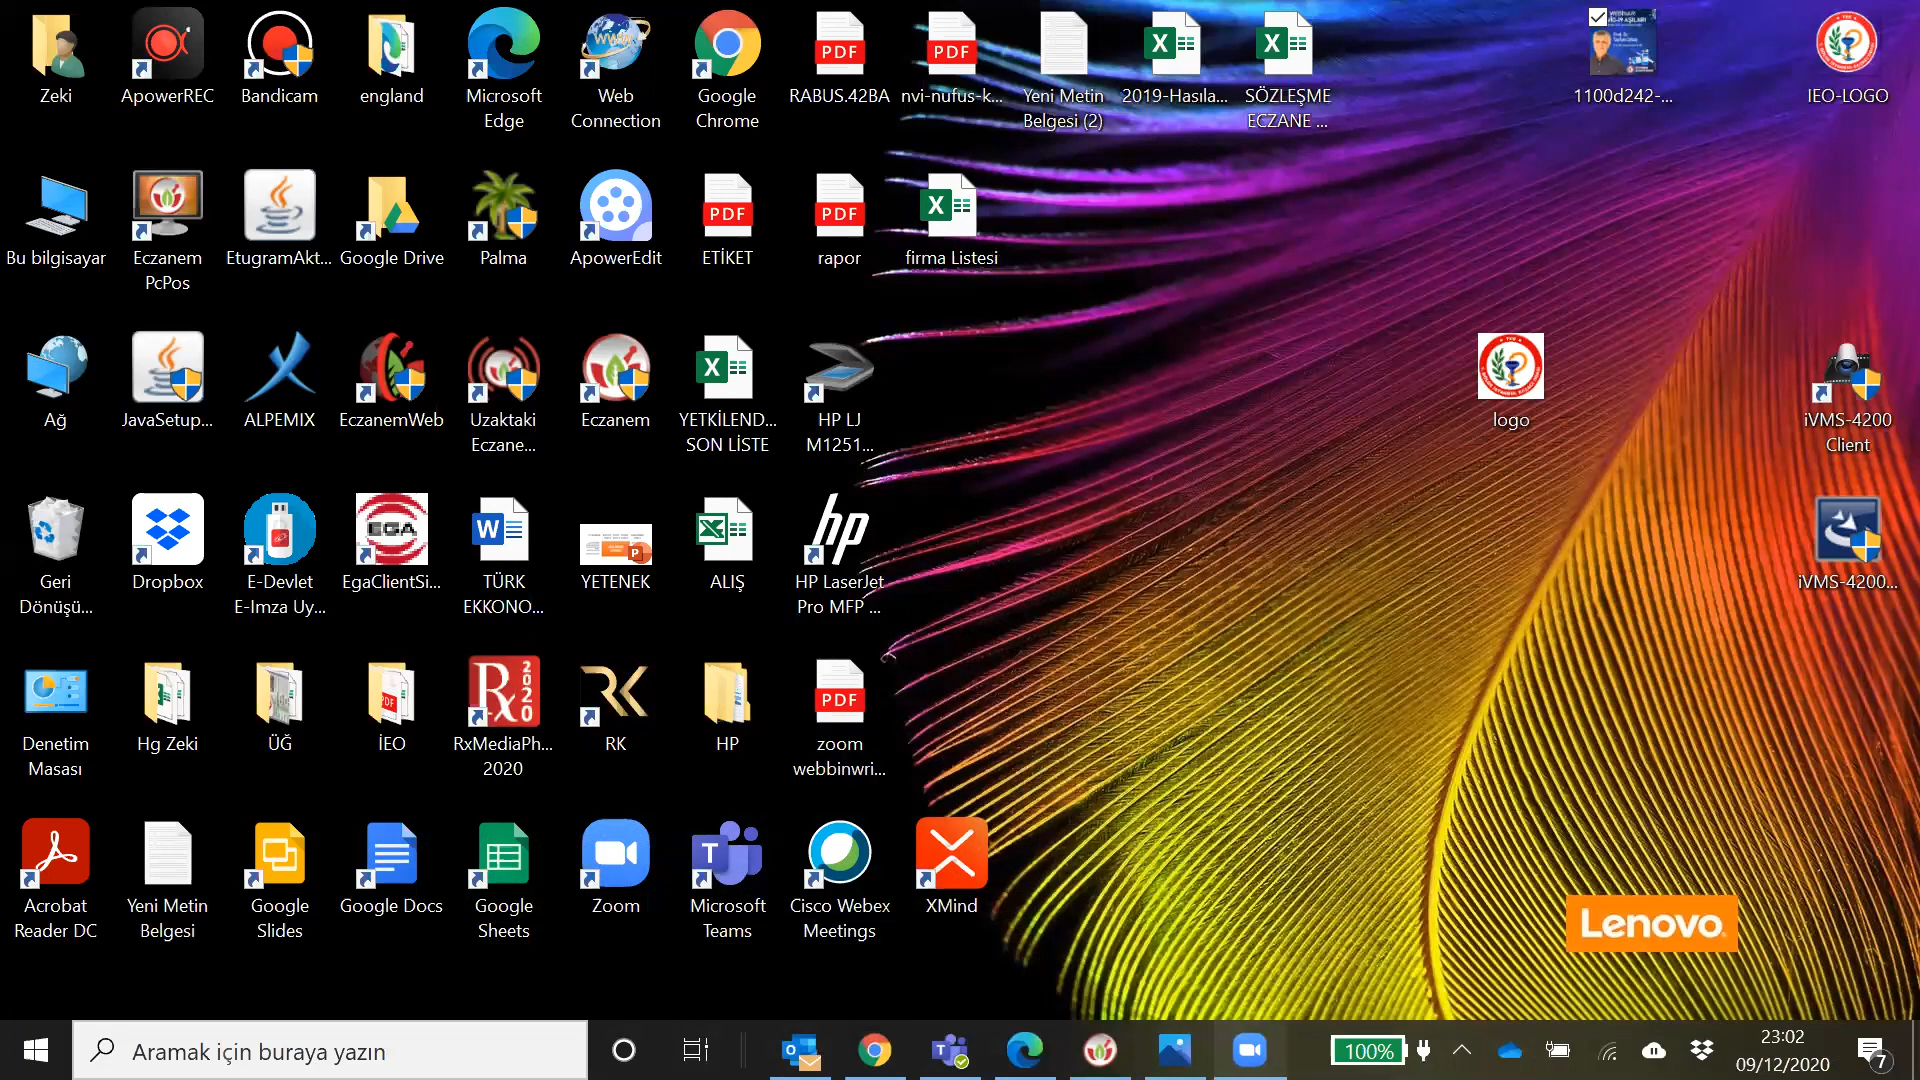 Zeki
ApowerREC
Bandicam
england
Microsoft
Edge
Web
Connection
Google
Chrome
RABUS.42BA
nvi-nufus-k...
Yeni Metin
Belgesi (2)
2019-Hasıla...
SÖZLEŞME
ECZANE ...
1100d242-...
IEO-LOGO
Bu bilgisayar
Eczanem
PcPos
EtugramAkt...
Google Drive
Palma
ApowerEdit
ETİKET
rapor
firma Listesi
Ağ
JavaSetup...
ALPEMIX
EczanemWeb
Uzaktaki
Eczane...
Eczanem
YETKİLEND...
SON LİSTE
HP LJ
M1251...
logo
iVMS-4200
Client
Geri
Dönüşü...
Dropbox
E-Devlet
E-Imza Uy...
EgaClientSi...
TÜRK
EKKONO...
YETENEK
ALIŞ
HP LaserJet
Pro MFP ...
iVMS-4200...
Denetim
Masası
Hg Zeki
ÜĞ
İEO
RxMediaPh...
2020
RK
HP
zoom
webbinwri...
Acrobat
Reader DC
Yeni Metin
Belgesi
Google
Slides
Google Docs
Google
Sheets
Zoom
Microsoft
Teams
Cisco Webex
Meetings
XMind
Lenovo
Aramak için buraya yazın
100%
23:02
09/12/2020
7